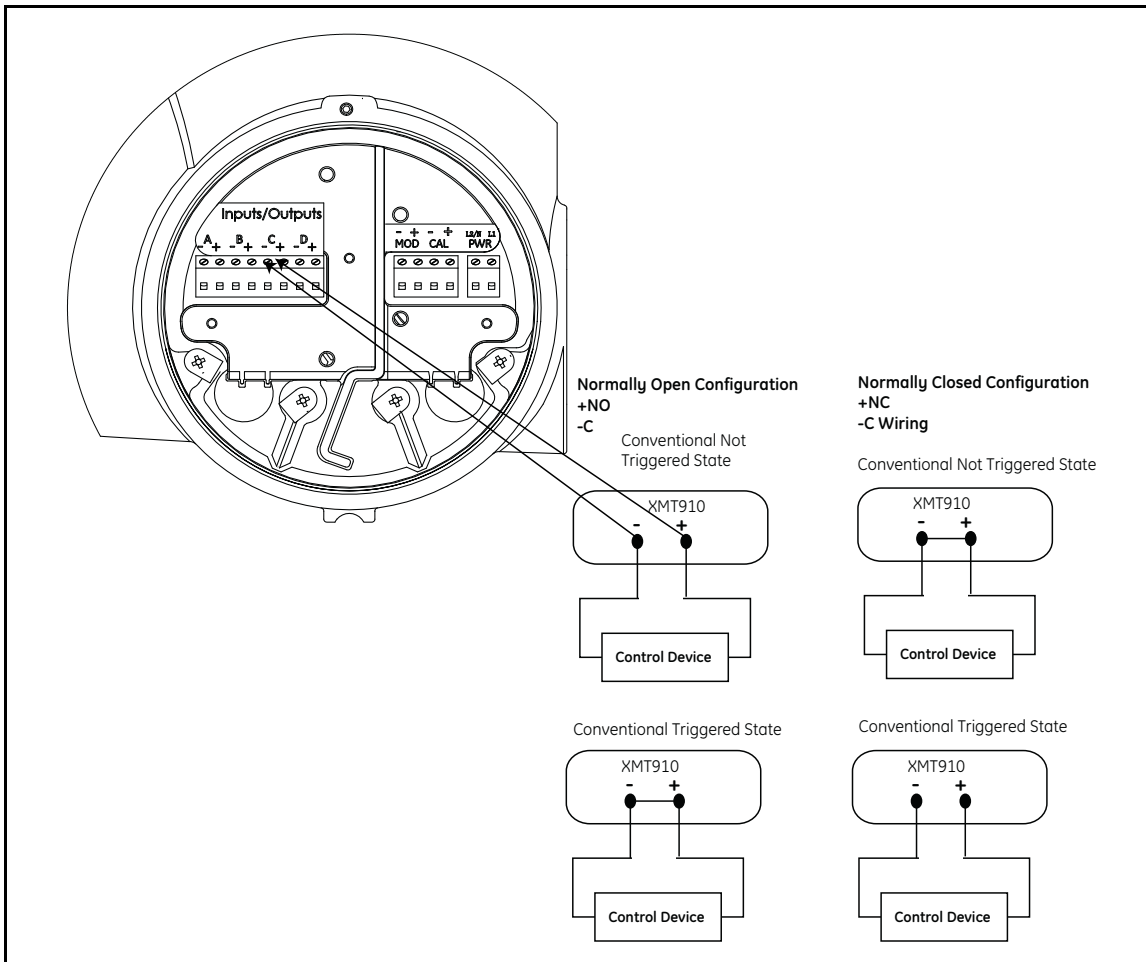 Inputs/Outputs
A B C D
- + - + - + - +
- + - + L2/N L1
MOD CAL PWR
Normally Open Configuration
+NO
-C
Conventional Not
Triggered State
XMT910
- +
Control Device
Normally Closed Configuration
+NC
-C Wiring
Conventional Not Triggered State
XMT910
- +
Control Device
Conventional Triggered State
XMT910
- +
Control Device
Conventional Triggered State
XMT910
- +
Control Device